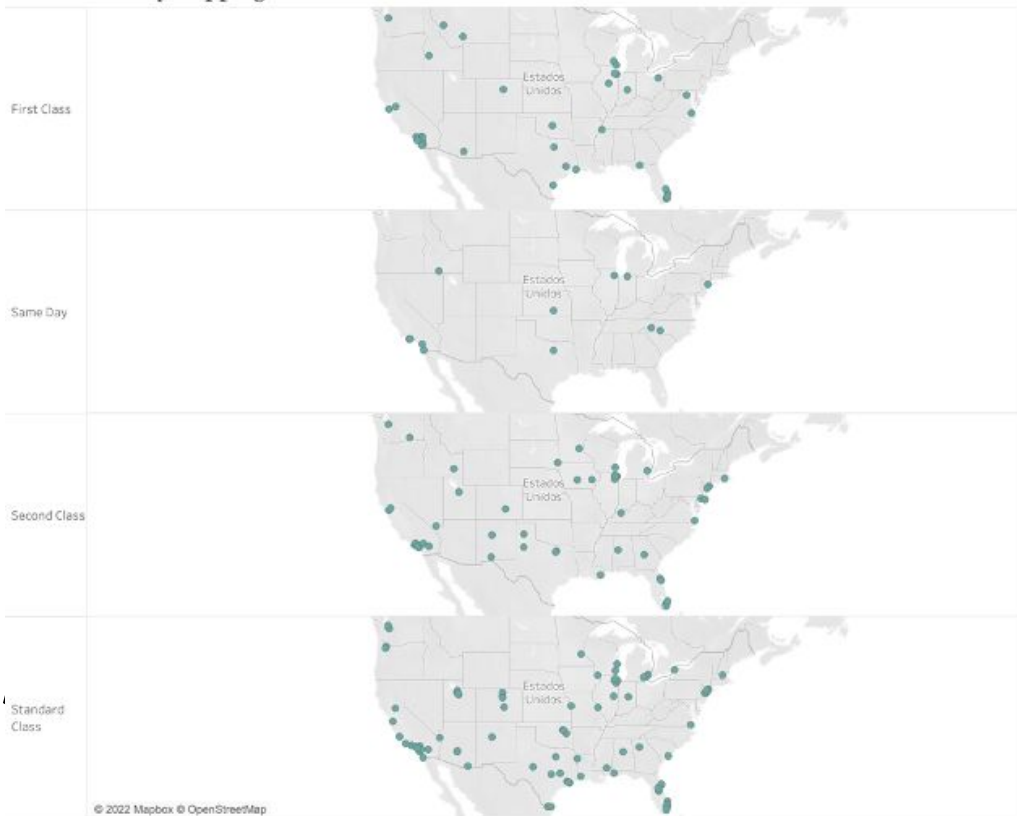 First Class
Estados
Unidos
Same Day
Estados
Unidos
Second Class
Estados
Unidos
Standard
Class
Estados
Unidos
© 2022 Mapbox © OpenStreetMap